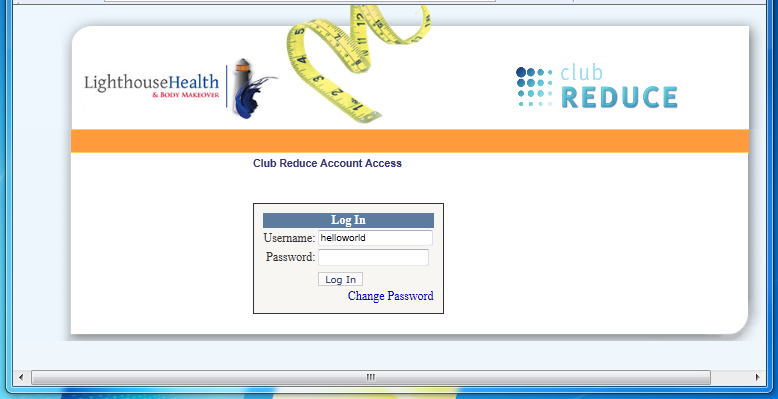 LighthouseHealth
& BODY MAKEOVER
club
REDUCE
Club Reduce Account Access
Log In
Username: helloworld
Password:
Log In
Change Password